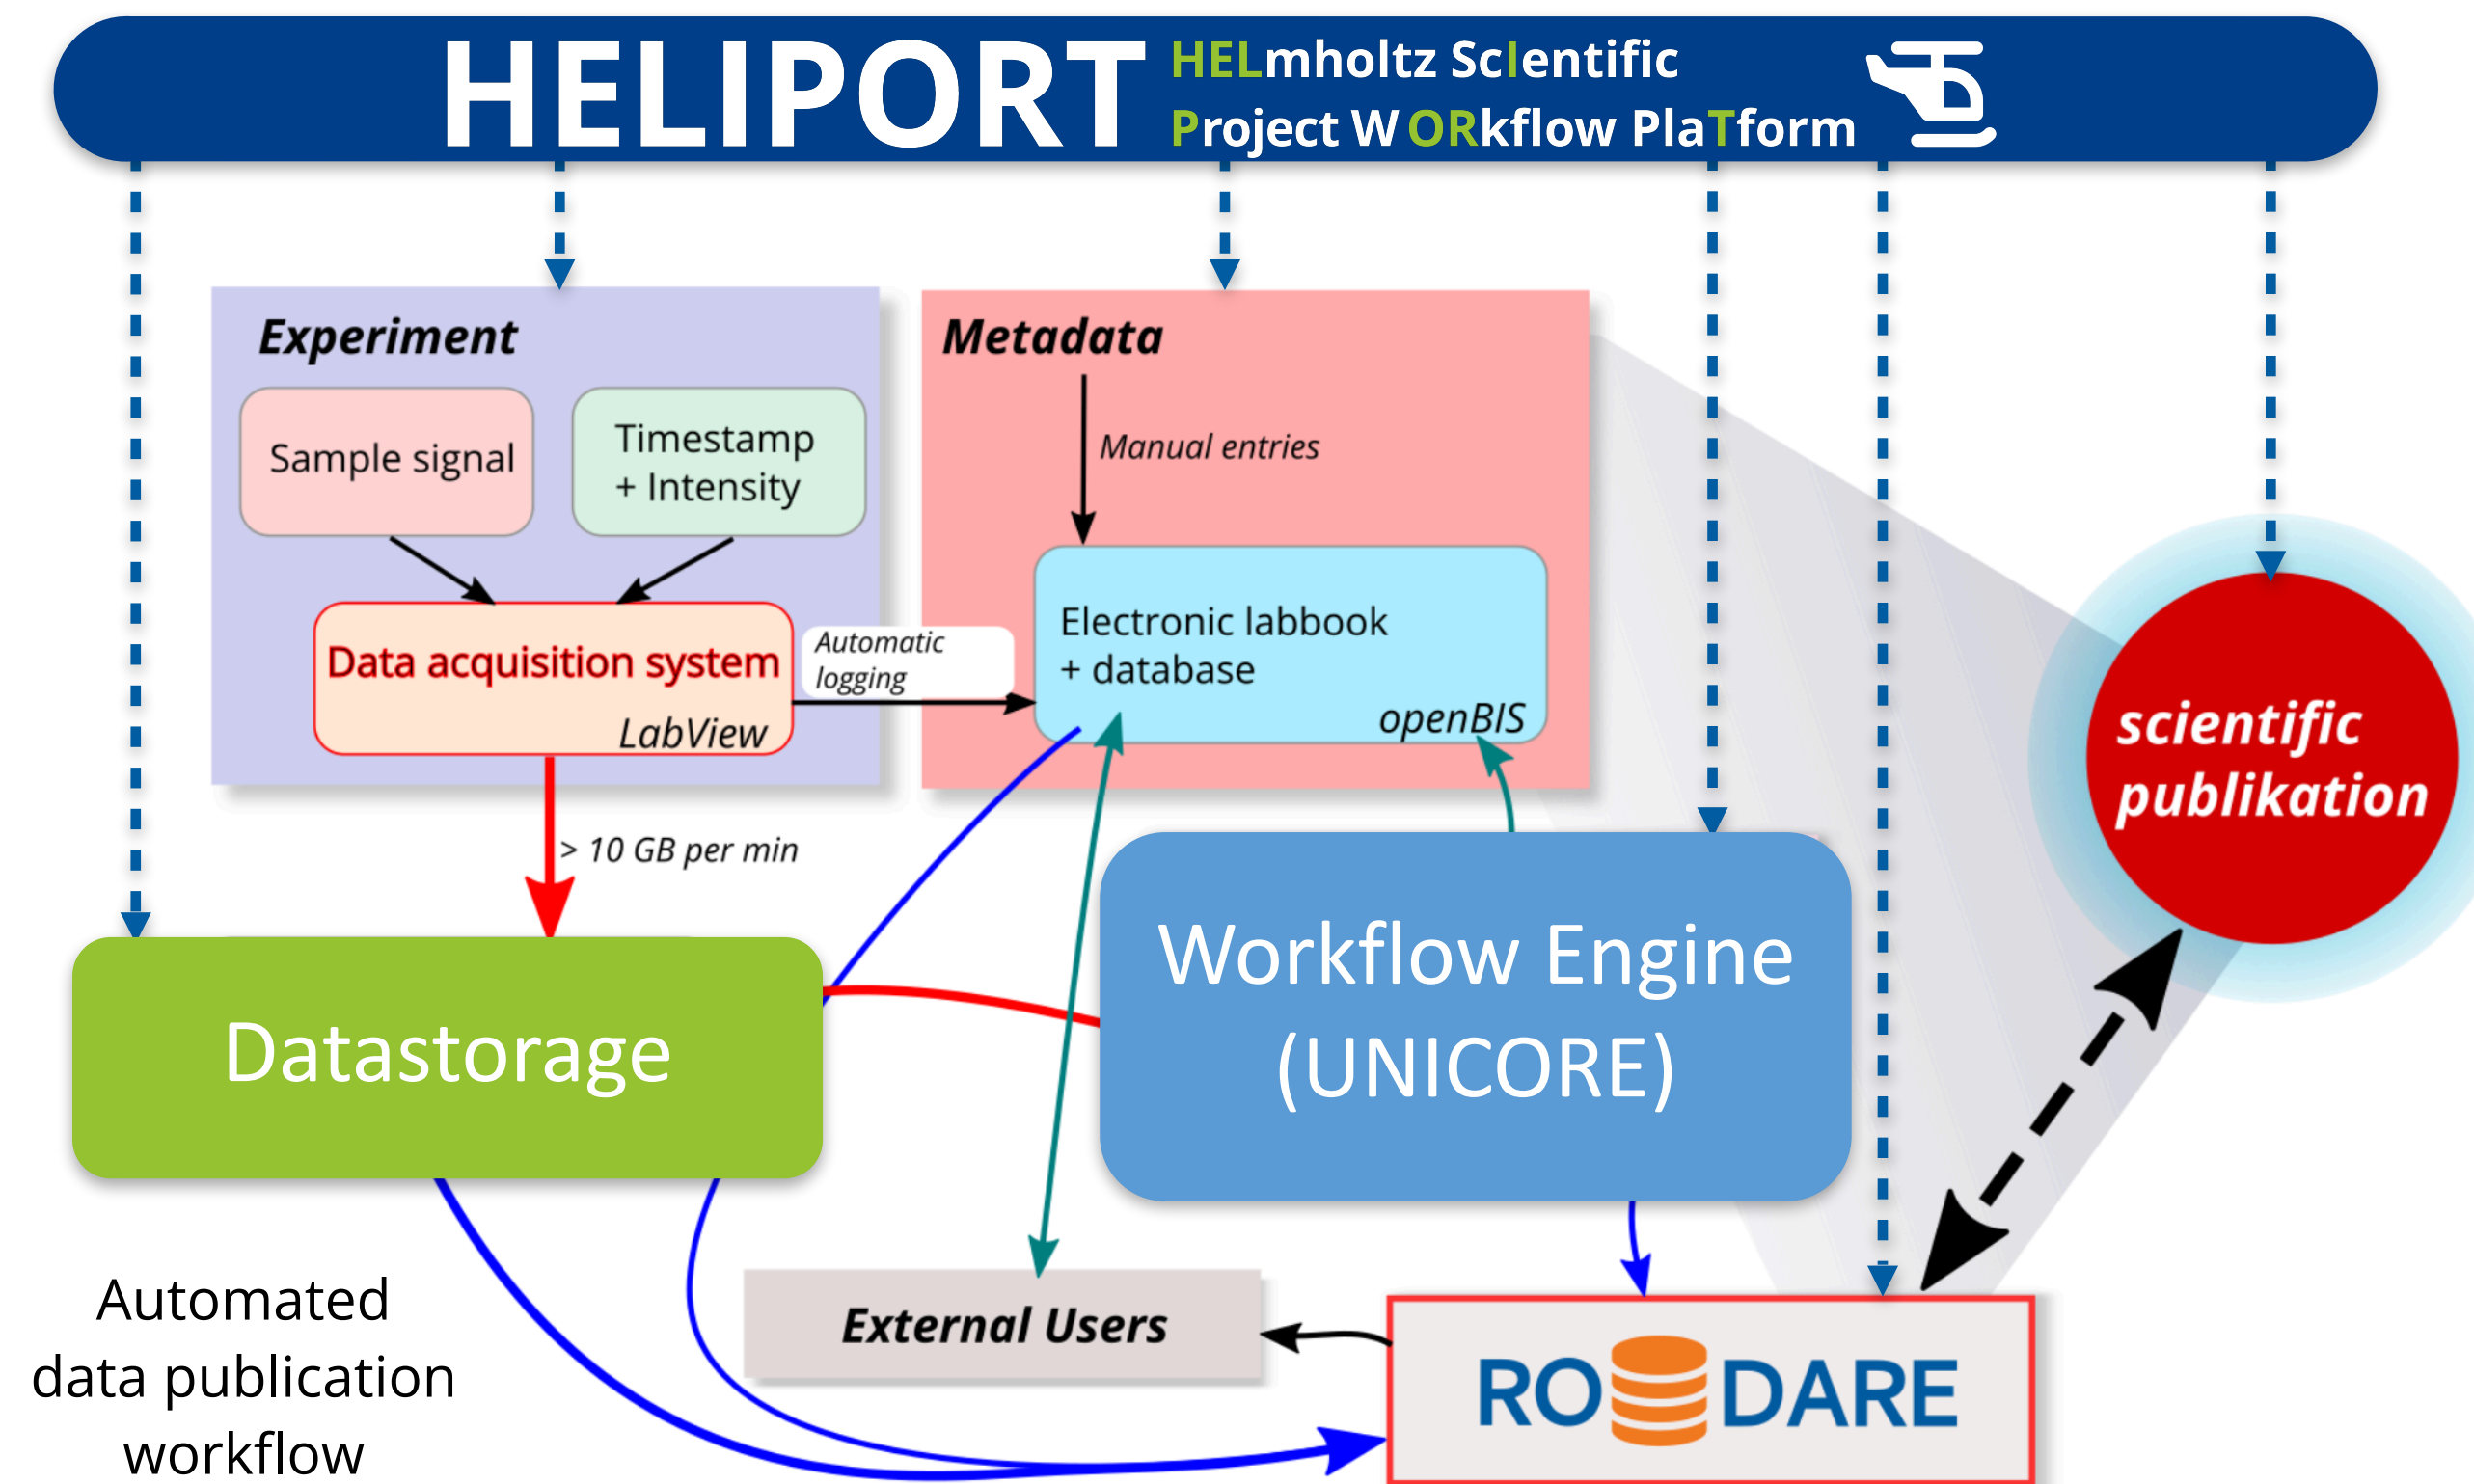 HELIPORT
HELmholtz ScIentific
Project WORkflow PlaTform
Experiment
Metadata
Sample signal
Timestamp
+ Intensity
Manual entries
Data acquisition system
LabView
Automatic
logging
Electronic labbook
+ database
openBIS
scientific
publikation
> 10 GB per min
Datastorage
Workflow Engine
(UNICORE)
Automated
data publication
workflow
External Users
RODARE